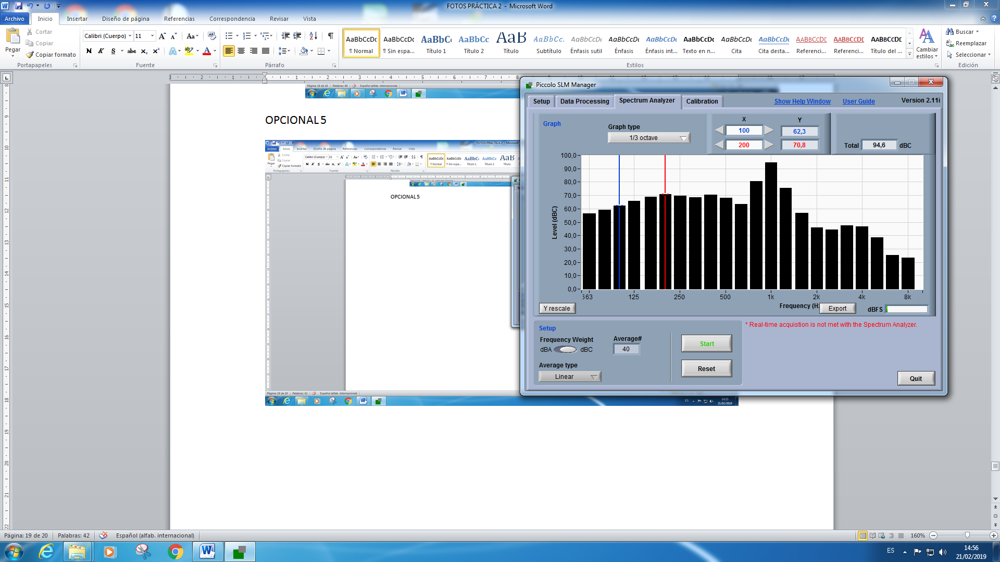 FOTOS PRÁCTICA 2 - Microsoft Word
Archivo Inicio Insertar Diseño de página Referencias Correspondencia Revisar Vista
Pegar
Cortar
Copiar
Copiar formato
Portapapeles
Calibri (Cuerpo) 11
N K S abc x₂ x²
Fuente
Párrafo
AaBbCcDc AaBbCcDc AaBbC AaBbCc AaB AaBbCc. AaBbCcDc AaBbCcDc AaBbCcDc AaBbCcDc AaBbCcDc AaBbCcDc AABBCCDE AABBCCDE AABBCCDE
¶ Normal ¶ Sin espa... Título 1 Título 2 Título Subtítulo Énfasis sutil Énfasis Énfasis int... Texto en n... Cita Cita desta... Referenci... Referenci... Título del ...
Estilos
Cambiar estilos
Buscar
Reemplazar
Seleccionar
Edición
OPCIONAL 5
FOTOS PRÁCTICA 2 - Microsoft
OPCIONAL 5
Piccolo SLM Manager
Setup Data Processing Spectrum Analyzer Calibration Show Help Window User Guide Version 2.11i
Graph
Graph type
1/3 octave
X Y
100 62,3
200 70,8
Total 94,6 dBC
100,0
90,0
80,0
70,0
60,0
50,0
40,0
30,0
20,0
10,0
0,0
Level (dBC)
63 125 250 500 1k 2k 4k 8k
Frequency (H
Y rescale
Export
dBFS
* Real-time acquistion is not met with the Spectrum Analyzer.
Setup
Frequency Weight
dBA dBC
Average#
40
Average type
Linear
Start
Reset
Quit
Página: 19 de 20 Palabras: 42 Español (alfab. internacional) 160%
ES
14:56
21/02/2019